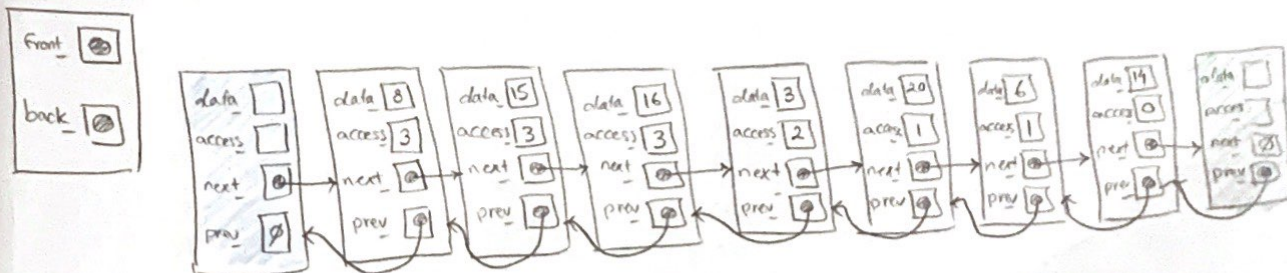 front_
back_
data_
access_
next_
prev_ ∅
data_ 8
access_ 3
next_
prev_
data_ 15
access_ 3
next_
prev_
data_ 16
access_ 3
next_
prev_
data_ 3
access_ 2
next_
prev_
data_ 20
access_ 1
next_
prev_
data_ 6
access_ 1
next_
prev_
data_ 14
access_ 0
next_
prev_
data_
access_
next_ ∅
prev_